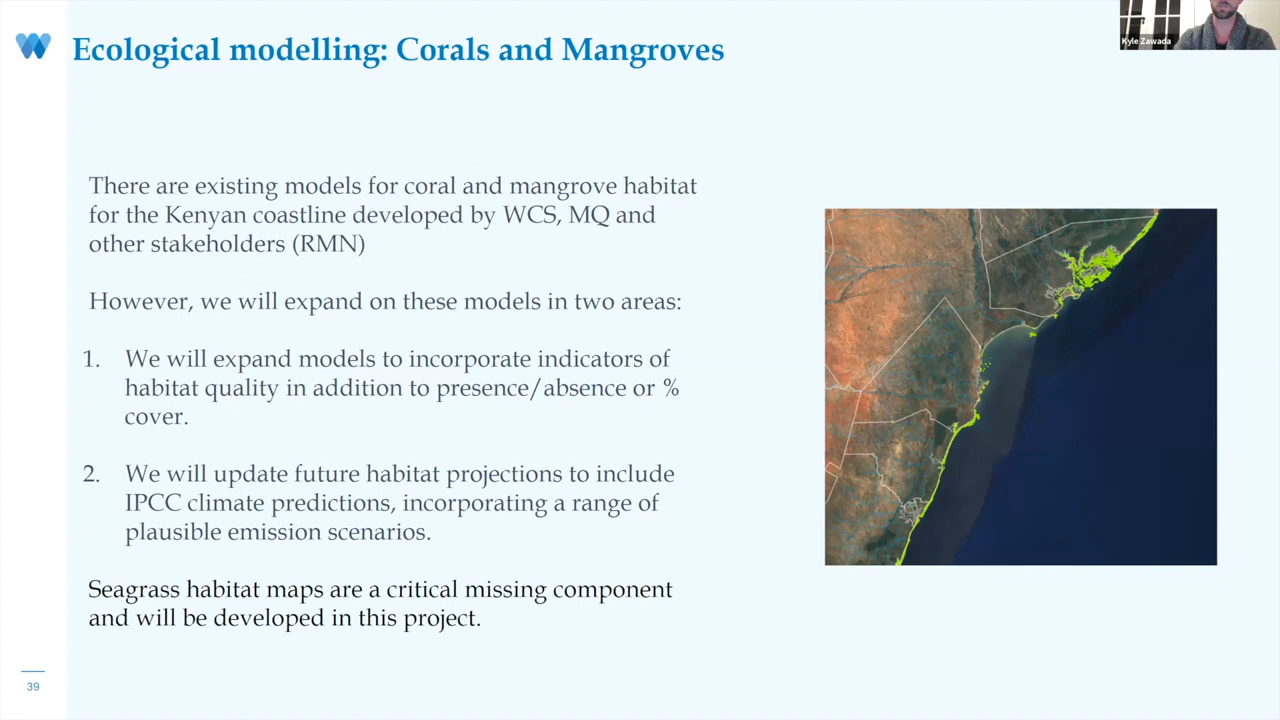 Ecological modelling: Corals and Mangroves
Kyle Zawada
There are existing models for coral and mangrove habitat
for the Kenyan coastline developed by WCS, MQ and
other stakeholders (RMN)
However, we will expand on these models in two areas:
1. We will expand models to incorporate indicators of
habitat quality in addition to presence/absence or %
cover.
2. We will update future habitat projections to include
IPCC climate predictions, incorporating a range of
plausible emission scenarios.
Seagrass habitat maps are a critical missing component
and will be developed in this project.
39